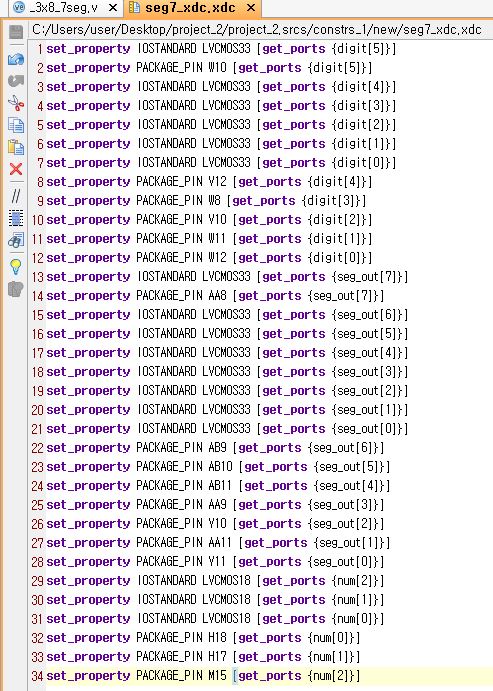 _3x8_7seg.v × seg7_xdc.xdc ×
C:/Users/user/Desktop/project_2/project_2.srcs/constrs_1/new/seg7_xdc.xdc
1 set_property IOSTANDARD LVCMOS33 [get_ports {digit[5]}]
2 set_property PACKAGE_PIN W10 [get_ports {digit[5]}]
3 set_property IOSTANDARD LVCMOS33 [get_ports {digit[4]}]
4 set_property IOSTANDARD LVCMOS33 [get_ports {digit[3]}]
5 set_property IOSTANDARD LVCMOS33 [get_ports {digit[2]}]
6 set_property IOSTANDARD LVCMOS33 [get_ports {digit[1]}]
7 set_property IOSTANDARD LVCMOS33 [get_ports {digit[0]}]
8 set_property PACKAGE_PIN V12 [get_ports {digit[4]}]
9 set_property PACKAGE_PIN W8 [get_ports {digit[3]}]
10 set_property PACKAGE_PIN V10 [get_ports {digit[2]}]
11 set_property PACKAGE_PIN W11 [get_ports {digit[1]}]
12 set_property PACKAGE_PIN W12 [get_ports {digit[0]}]
13 set_property IOSTANDARD LVCMOS33 [get_ports {seg_out[7]}]
14 set_property PACKAGE_PIN AA8 [get_ports {seg_out[7]}]
15 set_property IOSTANDARD LVCMOS33 [get_ports {seg_out[6]}]
16 set_property IOSTANDARD LVCMOS33 [get_ports {seg_out[5]}]
17 set_property IOSTANDARD LVCMOS33 [get_ports {seg_out[4]}]
18 set_property IOSTANDARD LVCMOS33 [get_ports {seg_out[3]}]
19 set_property IOSTANDARD LVCMOS33 [get_ports {seg_out[2]}]
20 set_property IOSTANDARD LVCMOS33 [get_ports {seg_out[1]}]
21 set_property IOSTANDARD LVCMOS33 [get_ports {seg_out[0]}]
22 set_property PACKAGE_PIN AB9 [get_ports {seg_out[6]}]
23 set_property PACKAGE_PIN AB10 [get_ports {seg_out[5]}]
24 set_property PACKAGE_PIN AB11 [get_ports {seg_out[4]}]
25 set_property PACKAGE_PIN AA9 [get_ports {seg_out[3]}]
26 set_property PACKAGE_PIN Y10 [get_ports {seg_out[2]}]
27 set_property PACKAGE_PIN AA11 [get_ports {seg_out[1]}]
28 set_property PACKAGE_PIN Y11 [get_ports {seg_out[0]}]
29 set_property IOSTANDARD LVCMOS18 [get_ports {num[2]}]
30 set_property IOSTANDARD LVCMOS18 [get_ports {num[1]}]
31 set_property IOSTANDARD LVCMOS18 [get_ports {num[0]}]
32 set_property PACKAGE_PIN H18 [get_ports {num[0]}]
33 set_property PACKAGE_PIN H17 [get_ports {num[1]}]
34 set_property PACKAGE_PIN M15 [get_ports {num[2]}]